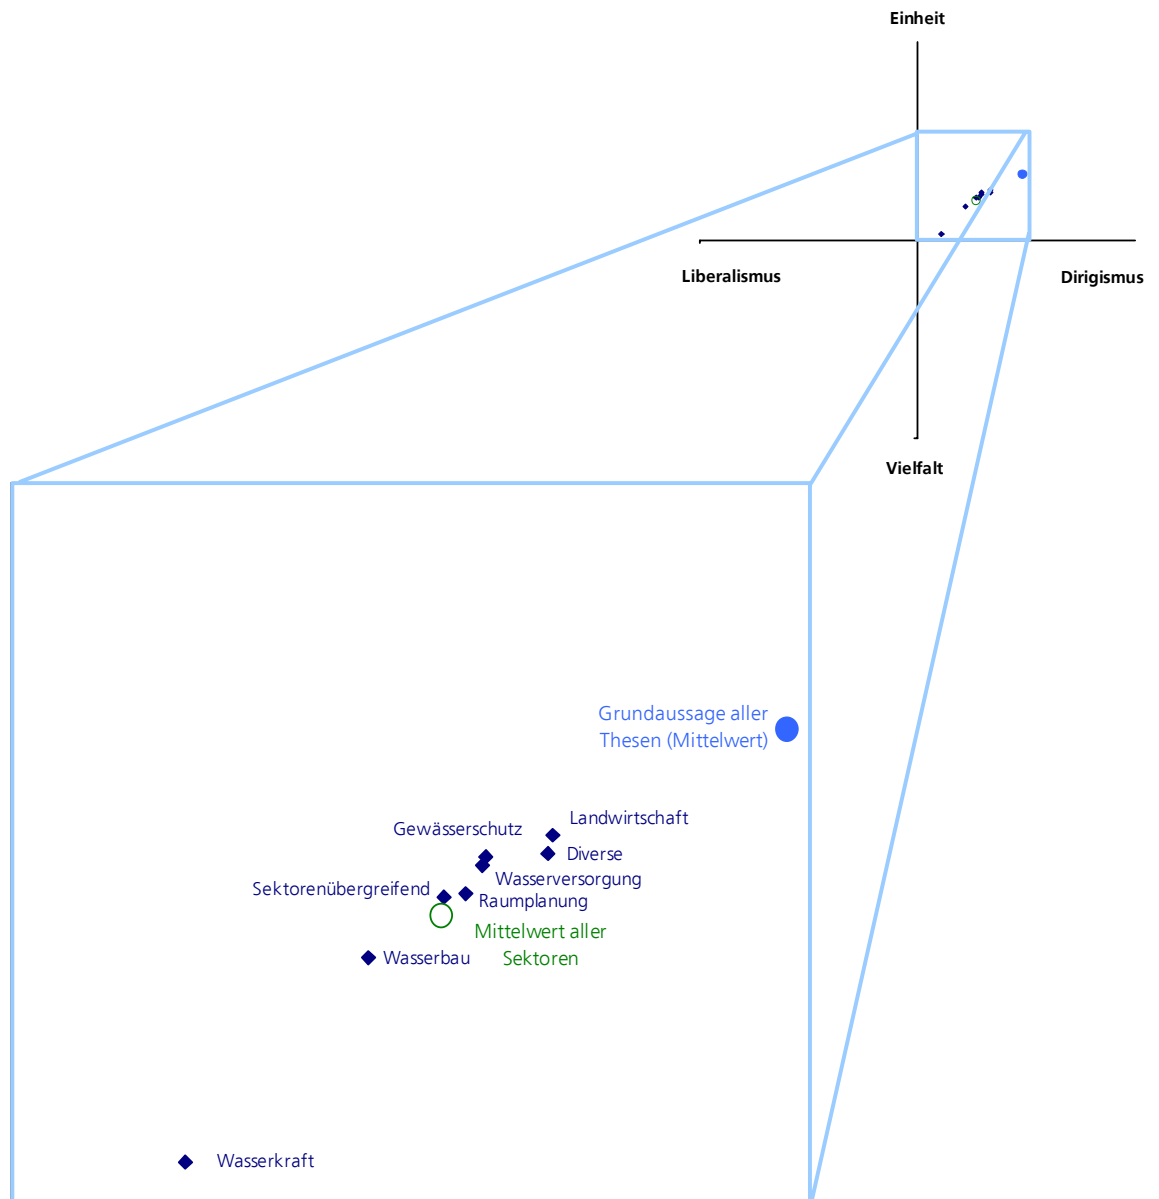 Einheit
Liberalismus
Dirigismus
Vielfalt
Grundaussage aller
Thesen (Mittelwert)
Landwirtschaft
Gewässerschutz
Diverse
Wasserversorgung
Sektorenübergreifend
Raumplanung
Mittelwert aller
Sektoren
Wasserbau
Wasserkraft